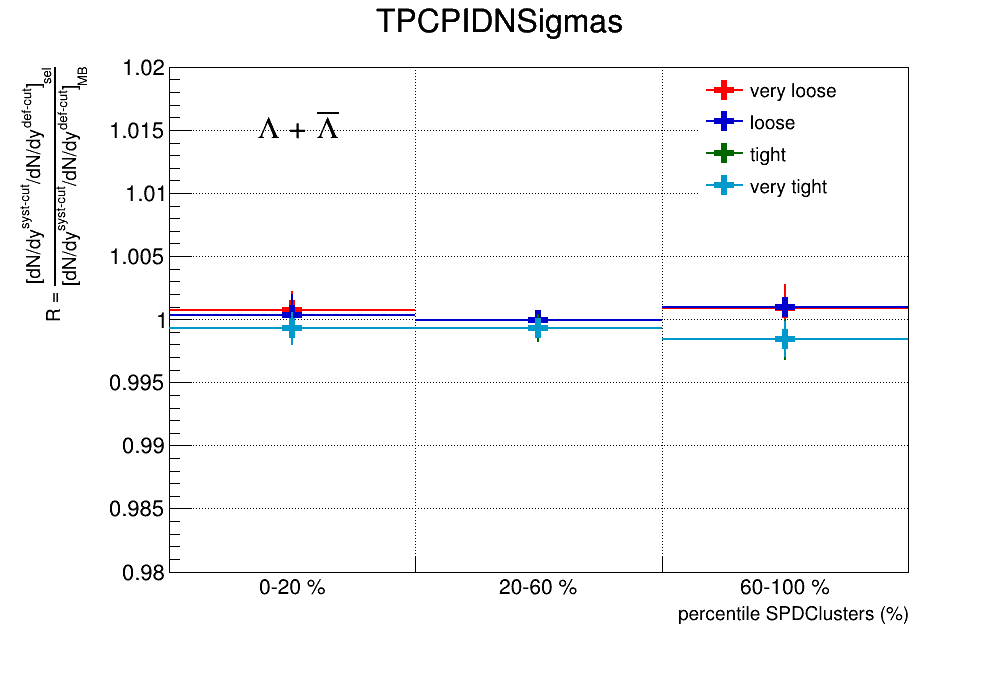 TPCPIDNSigmas
R = [dN/dy^syst-cut/dN/dy^def-cut]_sel
[dN/dy^syst-cut/dN/dy^def-cut]_MB
1.02
1.015
1.01
1.005
1
0.995
0.99
0.985
0.98
Λ + Λ̅
very loose
loose
tight
very tight
0-20 %
20-60 %
60-100 %
percentile SPDClusters (%)